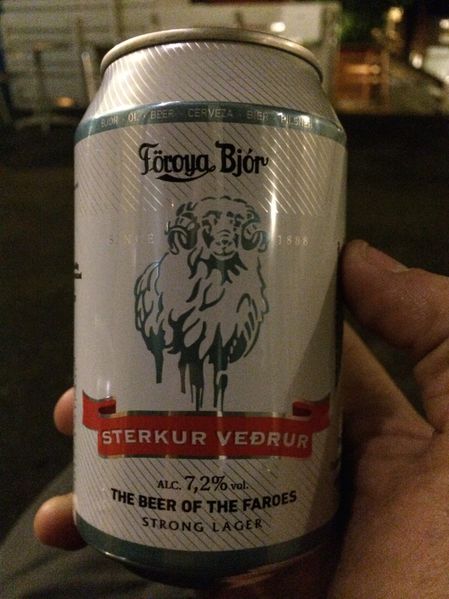 BJÓR · ØL · BEER · CERVEZA · BIER · PILSNER
Föroya Bjór
SINCE 1888
STERKUR VEÐRUR
ALC. 7,2% vol.
THE BEER OF THE FAROES
STRONG LAGER